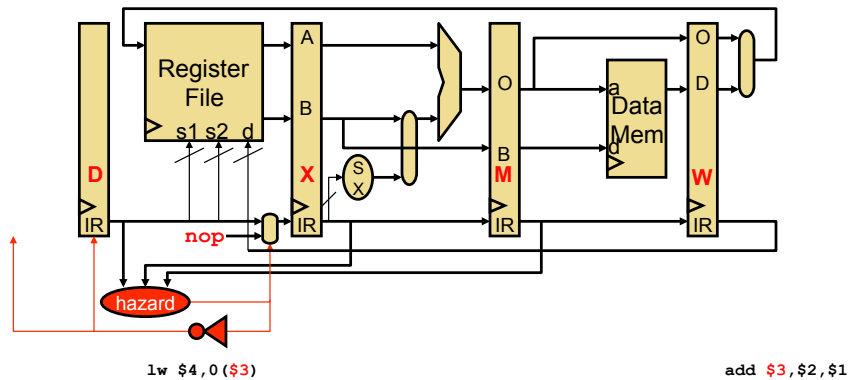 A
O
Register
File
B
O
D
a
Data
Mem
s1 s2 d
S
X
B
d
D
X
M
W
IR
IR
IR
IR
nop
hazard
lw $4,0($3)
add $3,$2,$1